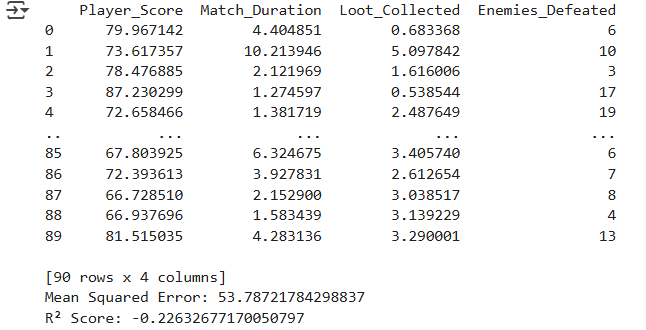 Player_Score Match_Duration Loot_Collected Enemies_Defeated
0 79.967142 4.404851 0.683368 6
1 73.617357 10.213946 5.097842 10
2 78.476885 2.121969 1.616006 3
3 87.230299 1.274597 0.538544 17
4 72.658466 1.381719 2.487649 19
.. ... ... ... ...
85 67.803925 6.324675 3.405740 6
86 72.393613 3.927831 2.612654 7
87 66.728510 2.152900 3.038517 8
88 66.937696 1.583439 3.139229 4
89 81.515035 4.283136 3.290001 13
[90 rows x 4 columns]
Mean Squared Error: 53.78721784298837
R² Score: -0.22632677170050797